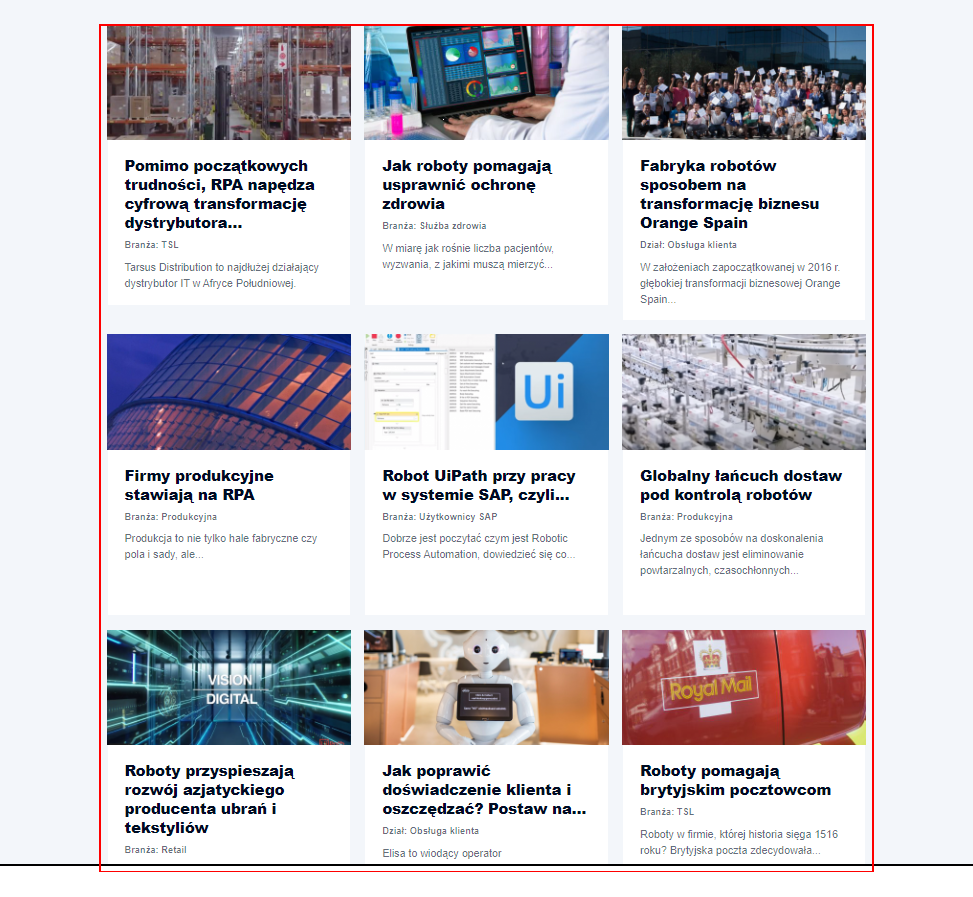 Pomimo początkowych
trudności, RPA napędza
cyfrową transformację
dystrybutora...
Branża: TSL
Tarsus Distribution to najdłużej działający
dystrybutor IT w Afryce Południowej.
Jak roboty pomagają
usprawnić ochronę
zdrowia
Branża: Służba zdrowia
W miarę jak rośnie liczba pacjentów,
wyzwania, z jakimi muszą mierzyć...
Fabryka robotów
sposobem na
transformację biznesu
Orange Spain
Dział: Obsługa klienta
W założeniach zapoczątkowanej w 2016 r.
głębokiej transformacji biznesowej Orange
Spain...
Firmy produkcyjne
stawiają na RPA
Branża: Produkcyjna
Produkcja to nie tylko hale fabryczne czy
pola i sady, ale...
Ui
Robot UiPath przy pracy
w systemie SAP, czyli...
Branża: Użytkownicy SAP
Dobrze jest poczytać czym jest Robotic
Process Automation, dowiedzieć się co...
Globalny łańcuch dostaw
pod kontrolą robotów
Branża: Produkcyjna
Jednym ze sposobów na doskonalenia
łańcucha dostaw jest eliminowanie
powtarzalnych, czasochłonnych...
VISION
DIGITAL
Roboty przyspieszają
rozwój azjatyckiego
producenta ubrań i
tekstyliów
Branża: Retail
Jak poprawić
doświadczenie klienta i
oszczędzać? Postaw na...
Dział: Obsługa klienta
Elisa to wiodący operator
Royal Mail
Roboty pomagają
brytyjskim pocztowcom
Branża: TSL
Roboty w firmie, której historia sięga 1516
roku? Brytyjska poczta zdecydowała...